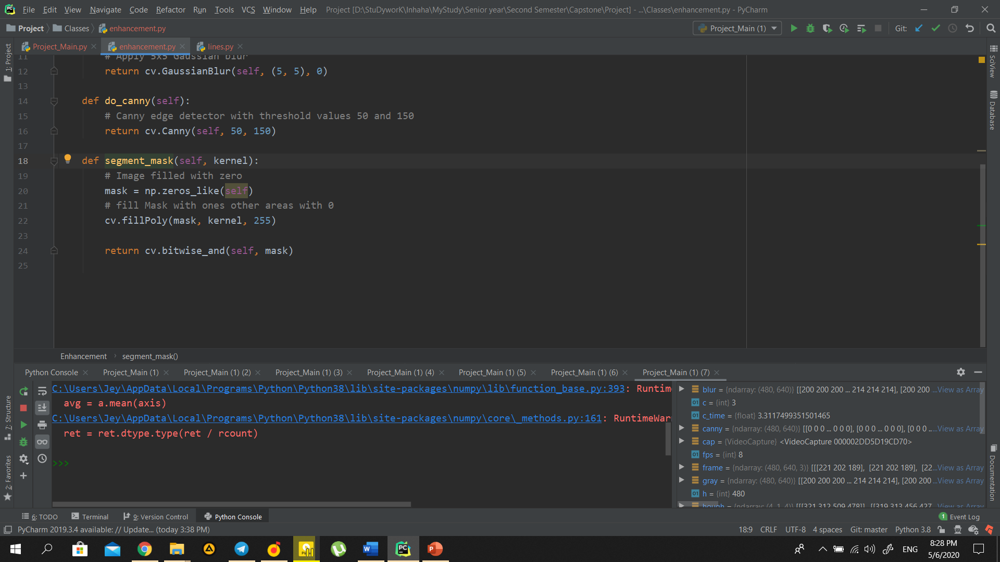 File Edit View Navigate Code Refactor Run Tools VCS Window Help Project [D:\StuDyworK\Inhaha\MyStudy\Senior year\Second Semester\Capstone\Project] - ...\Classes\enhancement.py - PyCharm
Project Classes enhancement.py Project_Main (1) Git:
Project_Main.py enhancement.py lines.py
1: Project
SciView
Database
11 # Apply 5x5 Gaussian blur
12 return cv.GaussianBlur(self, (5, 5), 0)
13
14 def do_canny(self):
15 # Canny edge detector with threshold values 50 and 150
16 return cv.Canny(self, 50, 150)
17
18 def segment_mask(self, kernel):
19 # Image filled with zero
20 mask = np.zeros_like(self)
21 # fill Mask with ones other areas with 0
22 cv.fillPoly(mask, kernel, 255)
23
24 return cv.bitwise_and(self, mask)
25
Enhancement segment_mask()
Python Console Project_Main (1) Project_Main (1) (2) Project_Main (1) (3) Project_Main (1) (4) Project_Main (1) (5) Project_Main (1) (6) Project_Main (1) (7)
7: Structure
2: Favorites
C:\Users\Jey\AppData\Local\Programs\Python\Python38\lib\site-packages\numpy\lib\function_base.py:393: Runtim
avg = a.mean(axis)
C:\Users\Jey\AppData\Local\Programs\Python\Python38\lib\site-packages\numpy\core\_methods.py:161: RuntimeWar
ret = ret.dtype.type(ret / rcount)
>>>
blur = {ndarray: (480, 640)} [[200 200 200 ... 214 214 214], [200 200 ...View as Array
c = {int} 3
c_time = {float} 3.3117499351501465
canny = {ndarray: (480, 640)} [[0 0 0 ... 0 0 0], [0 0 0 ... 0 0 0], [0 0 0 ...View as Array
cap = {VideoCapture} <VideoCapture 000002DD5D19CD70>
fps = {int} 8
frame = {ndarray: (480, 640, 3)} [[[221 202 189], [221 202 189], [22...View as Array
gray = {ndarray: (480, 640)} [[200 200 200 ... 214 214 214], [200 200 ...View as Array
h = {int} 480
hough = {ndarray: (4, 1, 4)} [[[321 312 509 478]], [[319 313 456 427...View as Array
Documentation
6: TODO Terminal 9: Version Control Python Console 1 Event Log
PyCharm 2019.3.4 available: // Update... (today 3:38 PM) 18:9 CRLF UTF-8 4 spaces Git: master Python 3.8
ENG
8:28 PM
5/6/2020